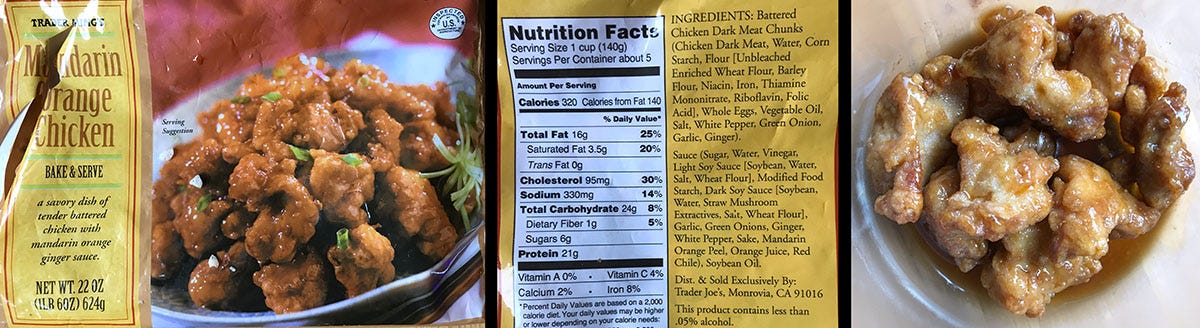 TRADER MING'S
Mandarin
Orange
Chicken
BAKE & SERVE
a savory dish of
tender battered
chicken with
mandarin orange
ginger sauce.
NET WT. 22 OZ
(1LB 6OZ) 624g
Serving
Suggestion
INSPECTED
U.S.
Nutrition Facts
Serving Size 1 cup (140g)
Servings Per Container about 5
Amount Per Serving
Calories 320 Calories from Fat 140
% Daily Value*
Total Fat 16g 25%
Saturated Fat 3.5g 20%
Trans Fat 0g
Cholesterol 95mg 30%
Sodium 330mg 14%
Total Carbohydrate 24g 8%
Dietary Fiber 1g 5%
Sugars 6g
Protein 21g
Vitamin A 0% • Vitamin C 4%
Calcium 2% • Iron 8%
*Percent Daily Values are based on a 2,000
calorie diet. Your daily values may be higher
or lower depending on your calorie needs:
INGREDIENTS: Battered
Chicken Dark Meat Chunks
(Chicken Dark Meat, Water, Corn
Starch, Flour [Unbleached
Enriched Wheat Flour, Barley
Flour, Niacin, Iron, Thiamine
Mononitrate, Riboflavin, Folic
Acid], Whole Eggs, Vegetable Oil,
Salt, White Pepper, Green Onion,
Garlic, Ginger).
Sauce (Sugar, Water, Vinegar,
Light Soy Sauce [Soybean, Water,
Salt, Wheat Flour], Modified Food
Starch, Dark Soy Sauce [Soybean,
Water, Straw Mushroom
Extractives, Salt, Wheat Flour],
Garlic, Green Onions, Ginger,
White Pepper, Sake, Mandarin
Orange Peel, Orange Juice, Red
Chile), Soybean Oil.
Dist. & Sold Exclusively By:
Trader Joe's, Monrovia, CA 91016
This product contains less than
.05% alcohol.